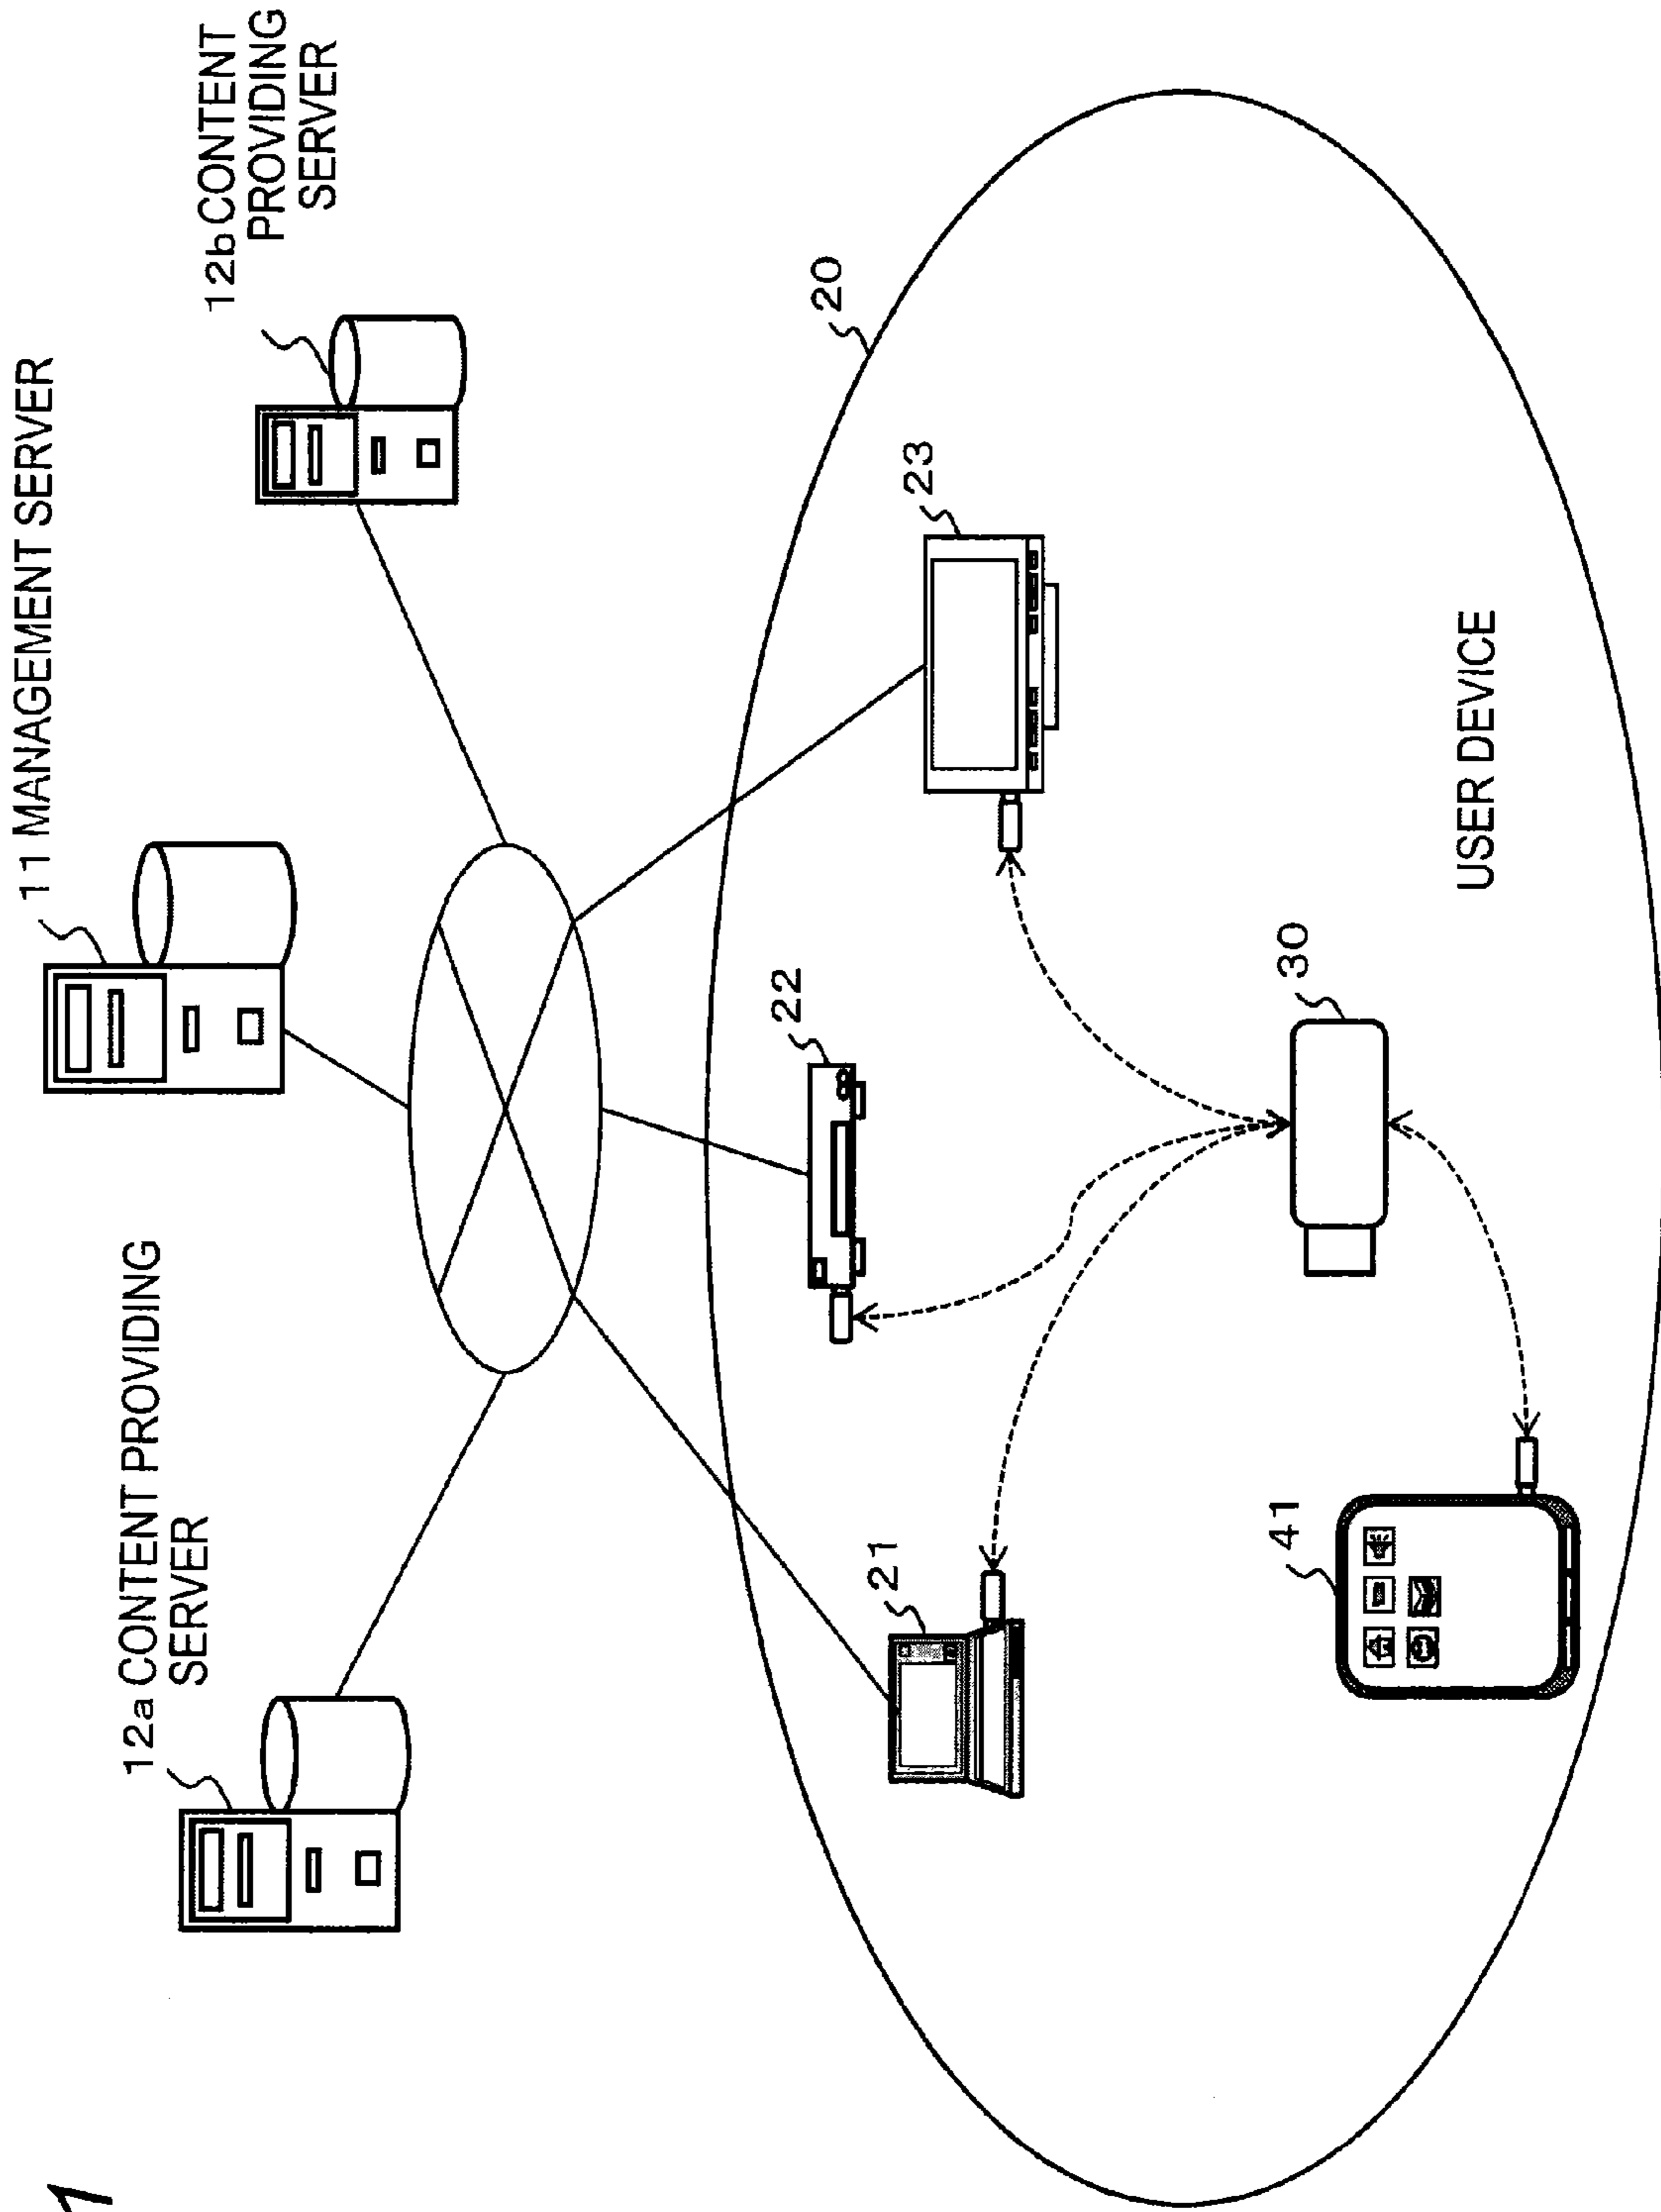 1
11 MANAGEMENT SERVER
12a CONTENT PROVIDING
SERVER
12b CONTENT
PROVIDING
SERVER
20
21
22
23
30
41
USER DEVICE